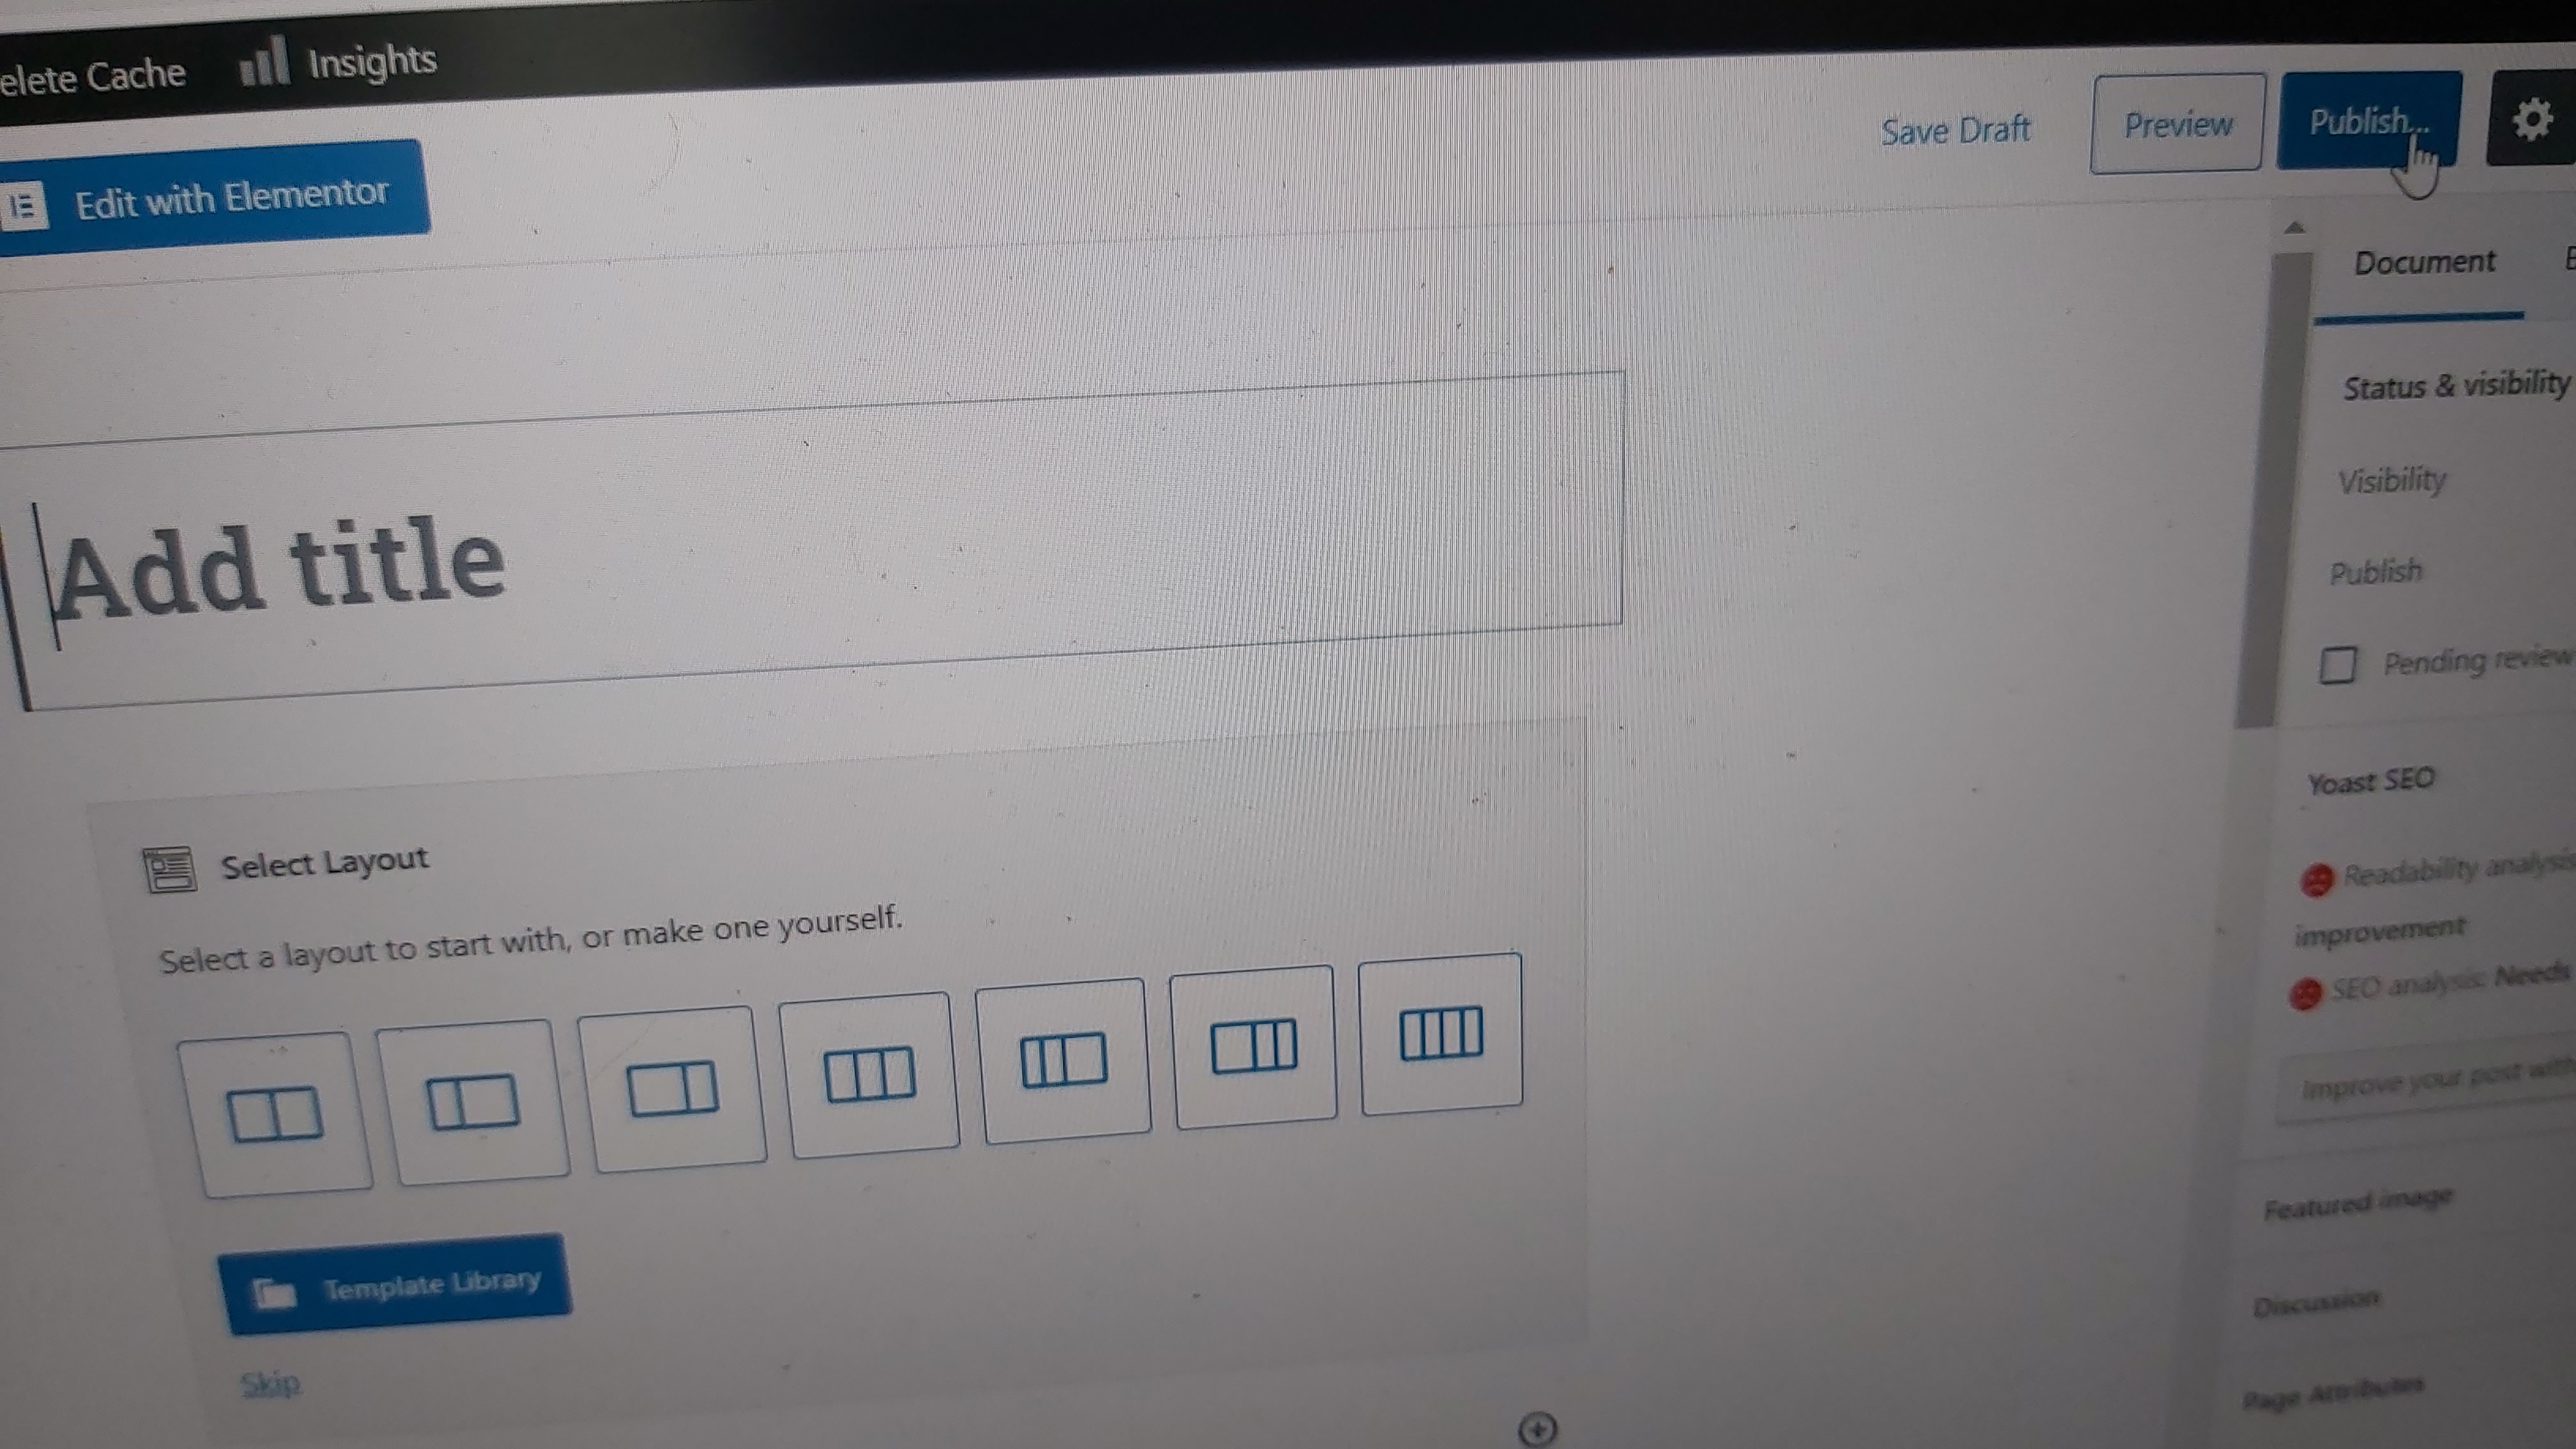 elete Cache
Insights
Save Draft
Preview
Publish...
Edit with Elementor
Document
Status & visibility
Add title
Visibility
Publish
Pending review
Yoast SEO
Select Layout
Readability analysis
improvement
Select a layout to start with, or make one yourself.
SEO analysis: Needs
Improve your post with
Featured image
Template Library
Discussion
Skip
Page Attributes